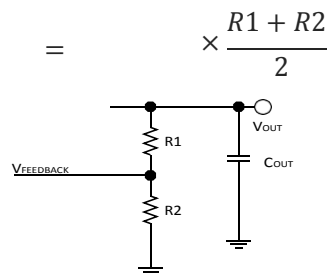 = × R1 + R2
2
VOUT
R1
COUT
VFEEDBACK
R2